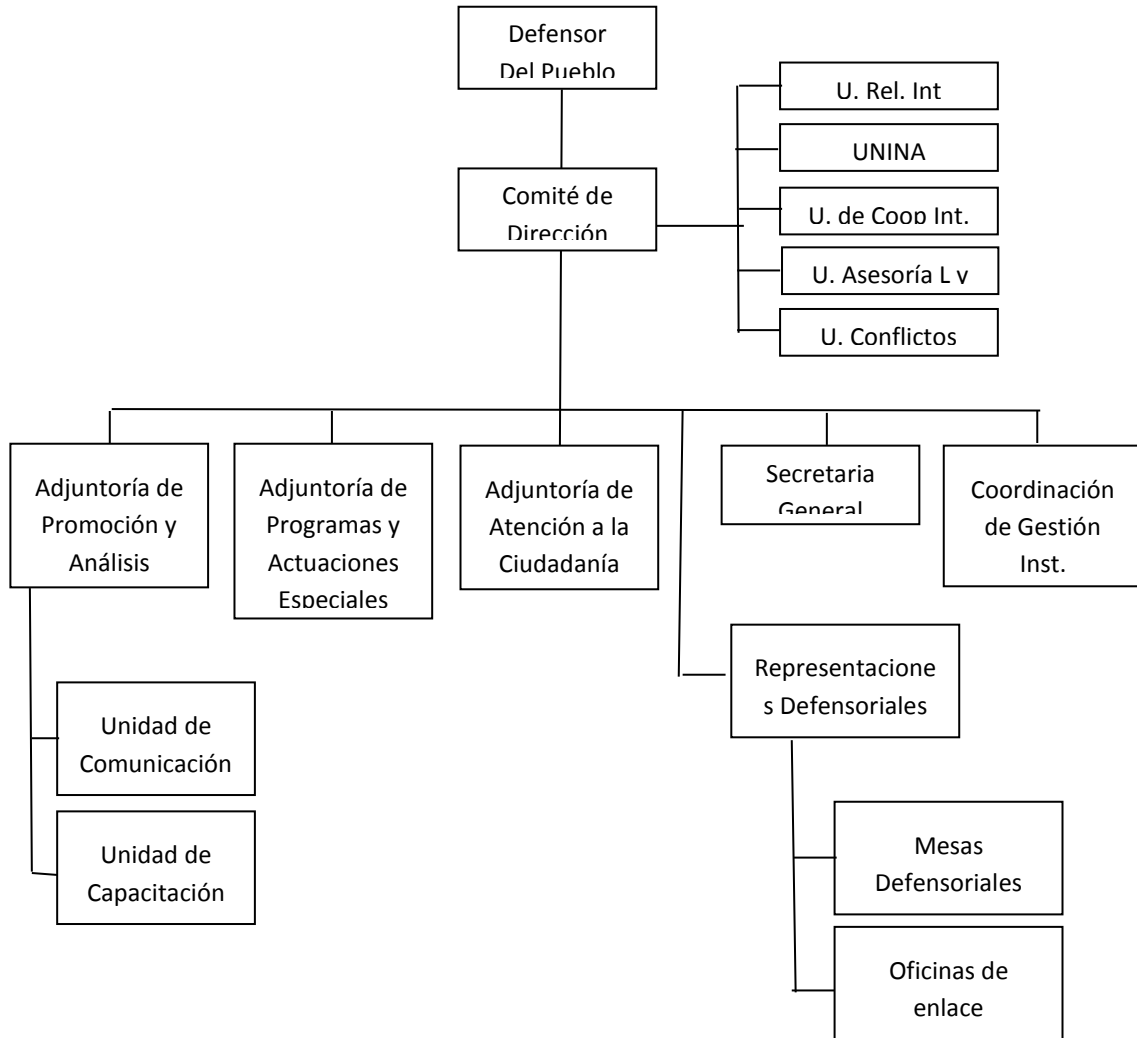 Defensor
Del Pueblo
U. Rel. Int
UNINA
Comité de
Dirección
U. de Coop Int.
U. Asesoría L y
U. Conflictos
Adjuntoría de
Promoción y
Análisis
Adjuntoría de
Programas y
Actuaciones
Especiales
Adjuntoría de
Atención a la
Ciudadanía
Secretaria
General
Coordinación
de Gestión
Inst.
Representacione
s Defensoriales
Unidad de
Comunicación
Unidad de
Capacitación
Mesas
Defensoriales
Oficinas de
enlace